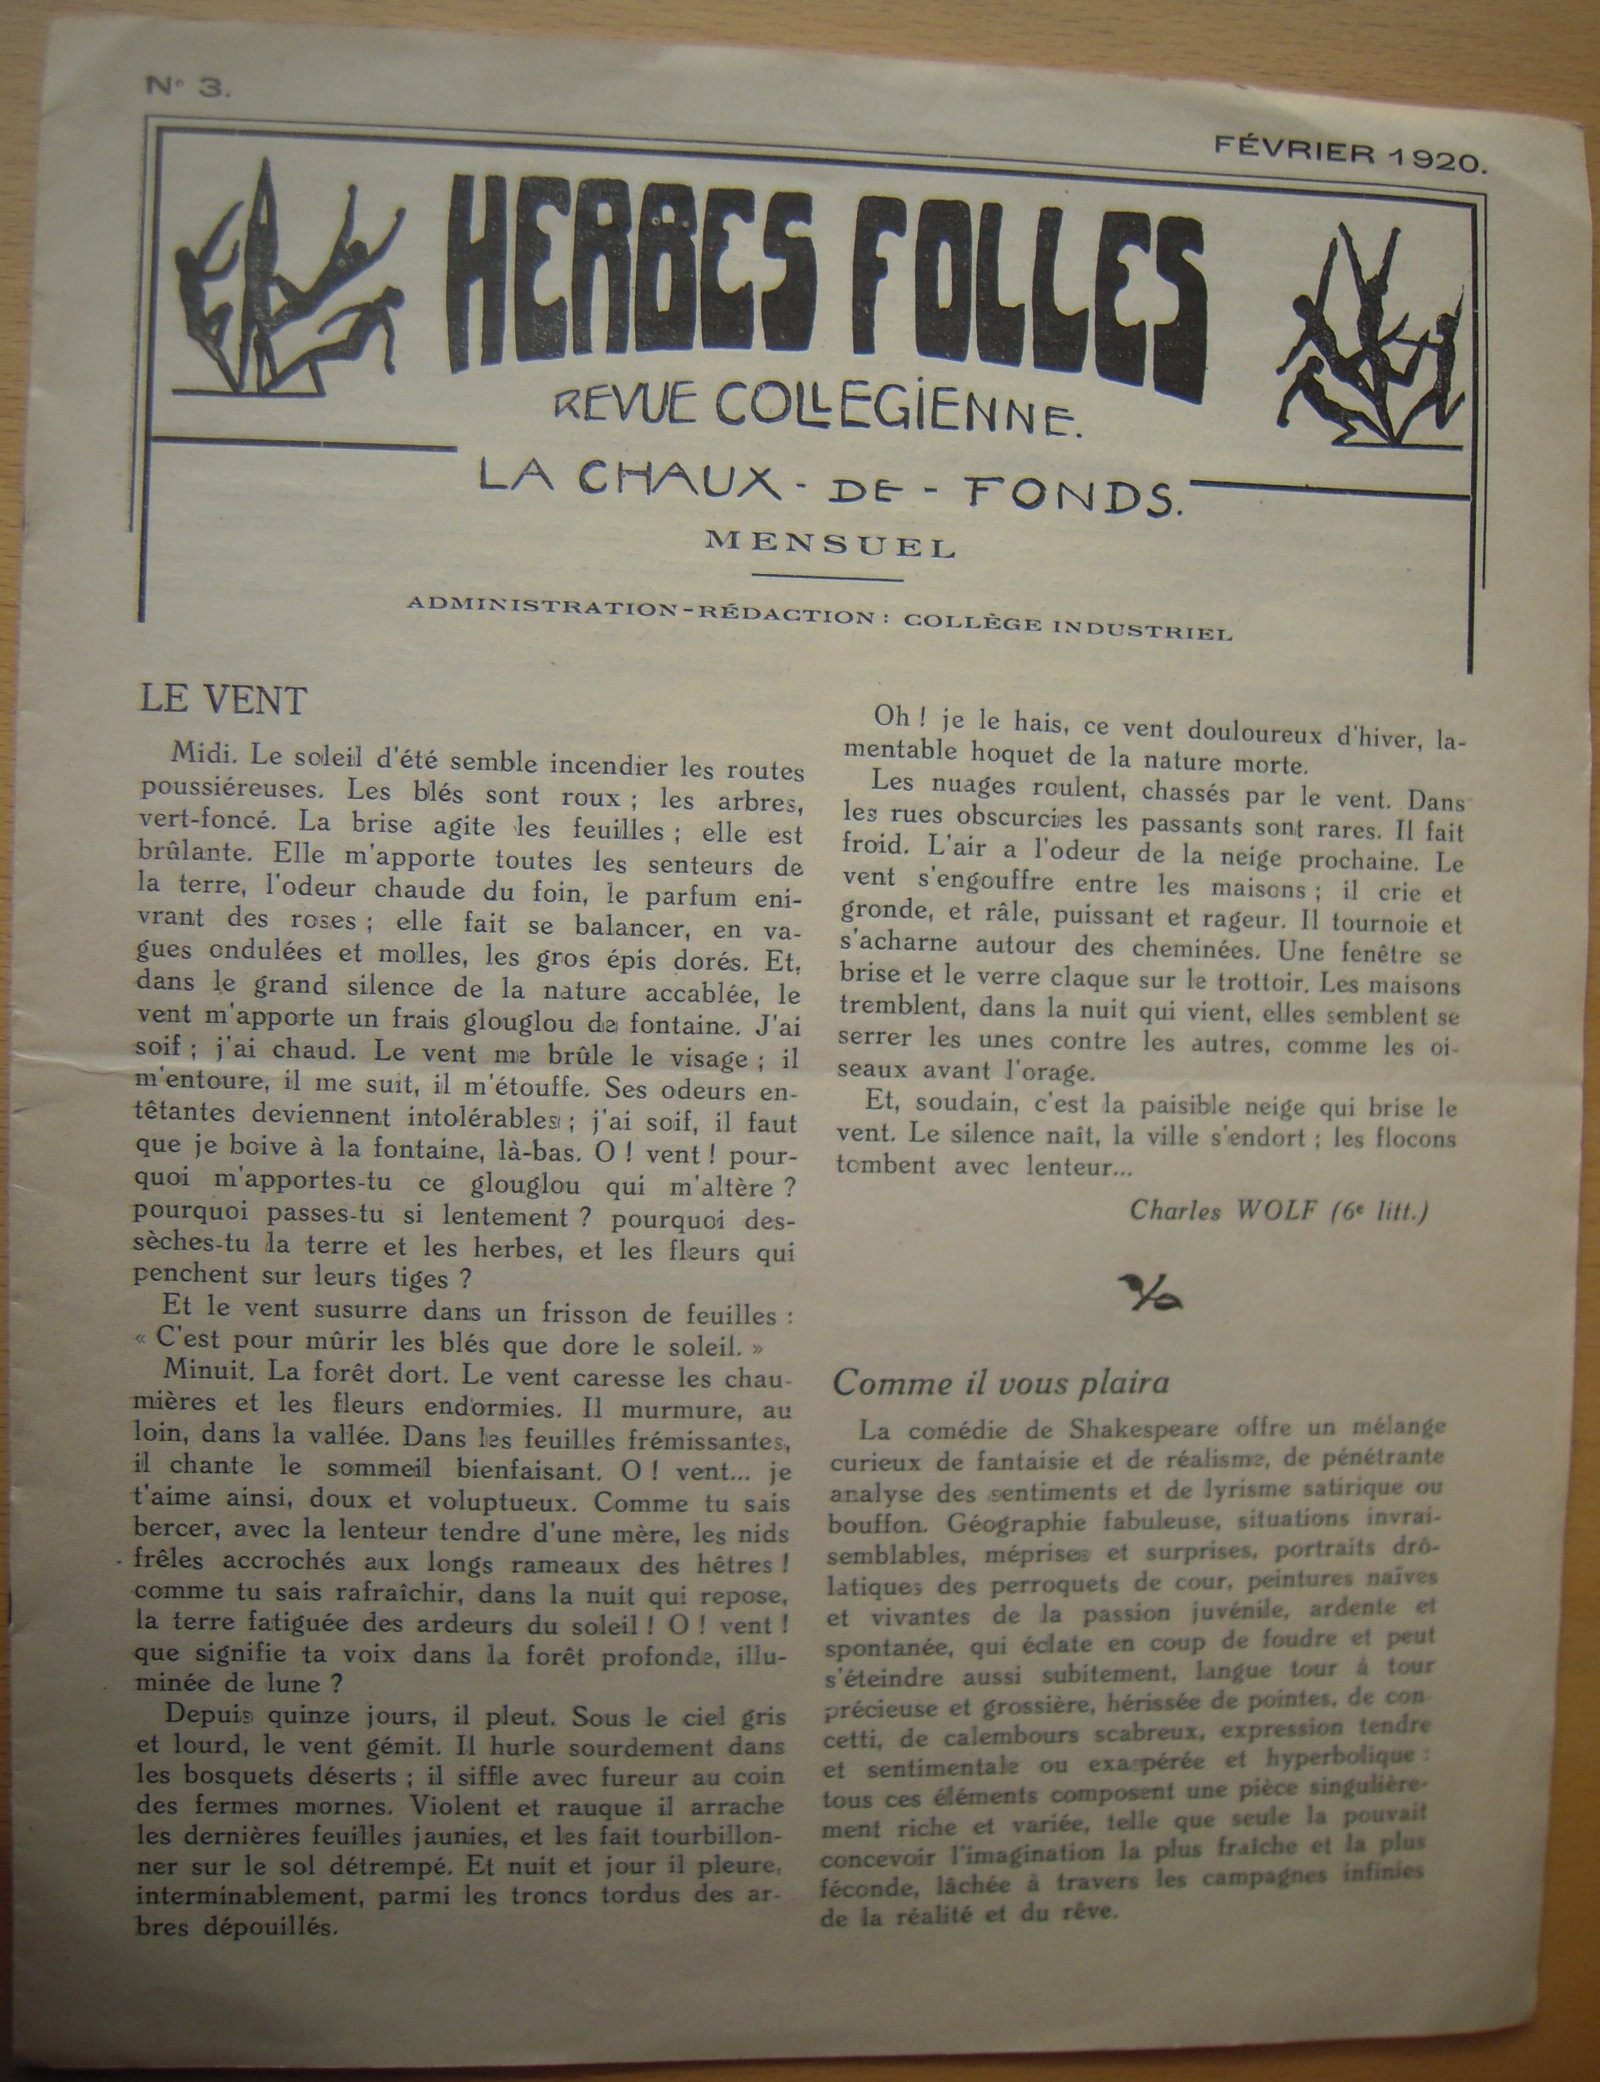 N° 3.
FÉVRIER 1920.
HERBES FOLLES
REVUE COLLEGIENNE.
LA CHAUX-DE-FONDS.
MENSUEL
ADMINISTRATION-RÉDACTION : COLLÈGE INDUSTRIEL
LE VENT
Midi. Le soleil d'été semble incendier les routes
poussiéreuses. Les blés sont roux ; les arbres,
vert-foncé. La brise agite les feuilles ; elle est
brûlante. Elle m'apporte toutes les senteurs de
la terre, l'odeur chaude du foin, le parfum eni-
vrant des roses ; elle fait se balancer, en va-
gues ondulées et molles, les gros épis dorés. Et,
dans le grand silence de la nature accablée, le
vent m'apporte un frais glouglou de fontaine. J'ai
soif ; j'ai chaud. Le vent me brûle le visage ; il
m'entoure, il me suit, il m'étouffe. Ses odeurs en-
têtantes deviennent intolérables ; j'ai soif, il faut
que je boive à la fontaine, là-bas. O ! vent ! pour-
quoi m'apportes-tu ce glouglou qui m'altère ?
pourquoi passes-tu si lentement ? pourquoi des-
sèches-tu la terre et les herbes, et les fleurs qui
penchent sur leurs tiges ?
Et le vent susurre dans un frisson de feuilles :
« C'est pour mûrir les blés que dore le soleil. »
Minuit. La forêt dort. Le vent caresse les chau-
mières et les fleurs endormies. Il murmure, au
loin, dans la vallée. Dans les feuilles frémissantes,
il chante le sommeil bienfaisant. O ! vent... je
t'aime ainsi, doux et voluptueux. Comme tu sais
bercer, avec la lenteur tendre d'une mère, les nids
frêles accrochés aux longs rameaux des hêtres !
comme tu sais rafraîchir, dans la nuit qui repose,
la terre fatiguée des ardeurs du soleil ! O ! vent !
que signifie ta voix dans la forêt profonde, illu-
minée de lune ?
Depuis quinze jours, il pleut. Sous le ciel gris
et lourd, le vent gémit. Il hurle sourdement dans
les bosquets déserts ; il siffle avec fureur au coin
des fermes mornes. Violent et rauque il arrache
les dernières feuilles jaunies, et les fait tourbillon-
ner sur le sol détrempé. Et nuit et jour il pleure,
interminablement, parmi les troncs tordus des ar-
bres dépouillés.
Oh ! je le hais, ce vent douloureux d'hiver, la-
mentable hoquet de la nature morte.
Les nuages roulent, chassés par le vent. Dans
les rues obscurcies les passants sont rares. Il fait
froid. L'air a l'odeur de la neige prochaine. Le
vent s'engouffre entre les maisons ; il crie et
gronde, et râle, puissant et rageur. Il tournoie et
s'acharne autour des cheminées. Une fenêtre se
brise et le verre claque sur le trottoir. Les maisons
tremblent, dans la nuit qui vient, elles semblent se
serrer les unes contre les autres, comme les oi-
seaux avant l'orage.
Et, soudain, c'est la paisible neige qui brise le
vent. Le silence naît, la ville s'endort ; les flocons
tombent avec lenteur...
Charles WOLF (6e litt.)
Comme il vous plaira
La comédie de Shakespeare offre un mélange
curieux de fantaisie et de réalisme, de pénétrante
analyse des sentiments et de lyrisme satirique ou
bouffon. Géographie fabuleuse, situations invrai-
semblables, méprises et surprises, portraits drô-
latiques des perroquets de cour, peintures naïves
et vivantes de la passion juvénile, ardente et
spontanée, qui éclate en coup de foudre et peut
s'éteindre aussi subitement, langue tour à tour
précieuse et grossière, hérissée de pointes, de con-
cetti, de calembours scabreux, expression tendre
et sentimentale ou exaspérée et hyperbolique :
tous ces éléments composent une pièce singulière-
ment riche et variée, telle que seule la pouvait
concevoir l'imagination la plus fraîche et la plus
féconde, lâchée à travers les campagnes infinies
de la réalité et du rêve.